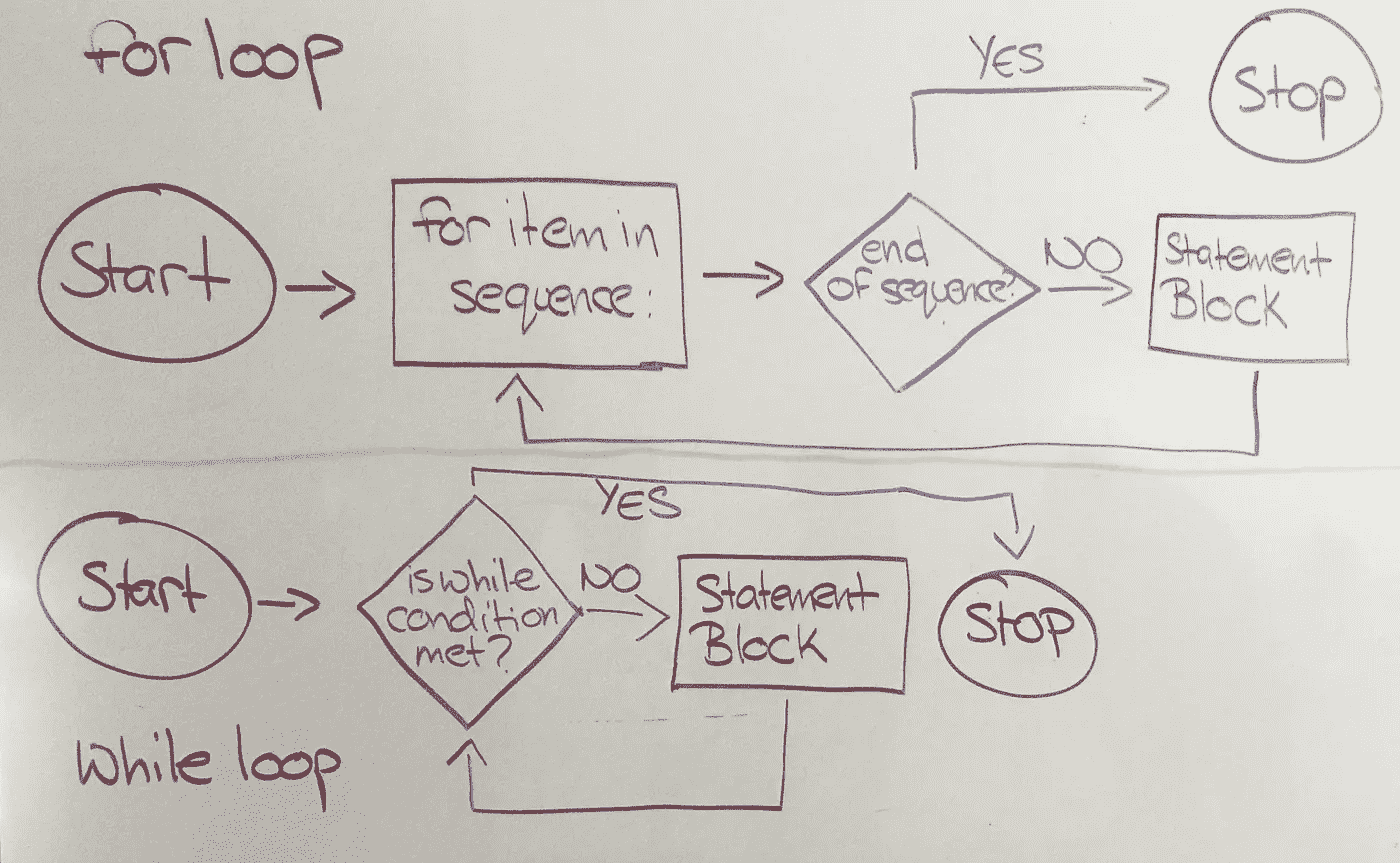 for loop
YES
Stop
Start
for item in
sequence:
end
of sequence?
NO
Statement
Block
YES
Start
is while
condition
met?
NO
Statement
Block
Stop
while loop